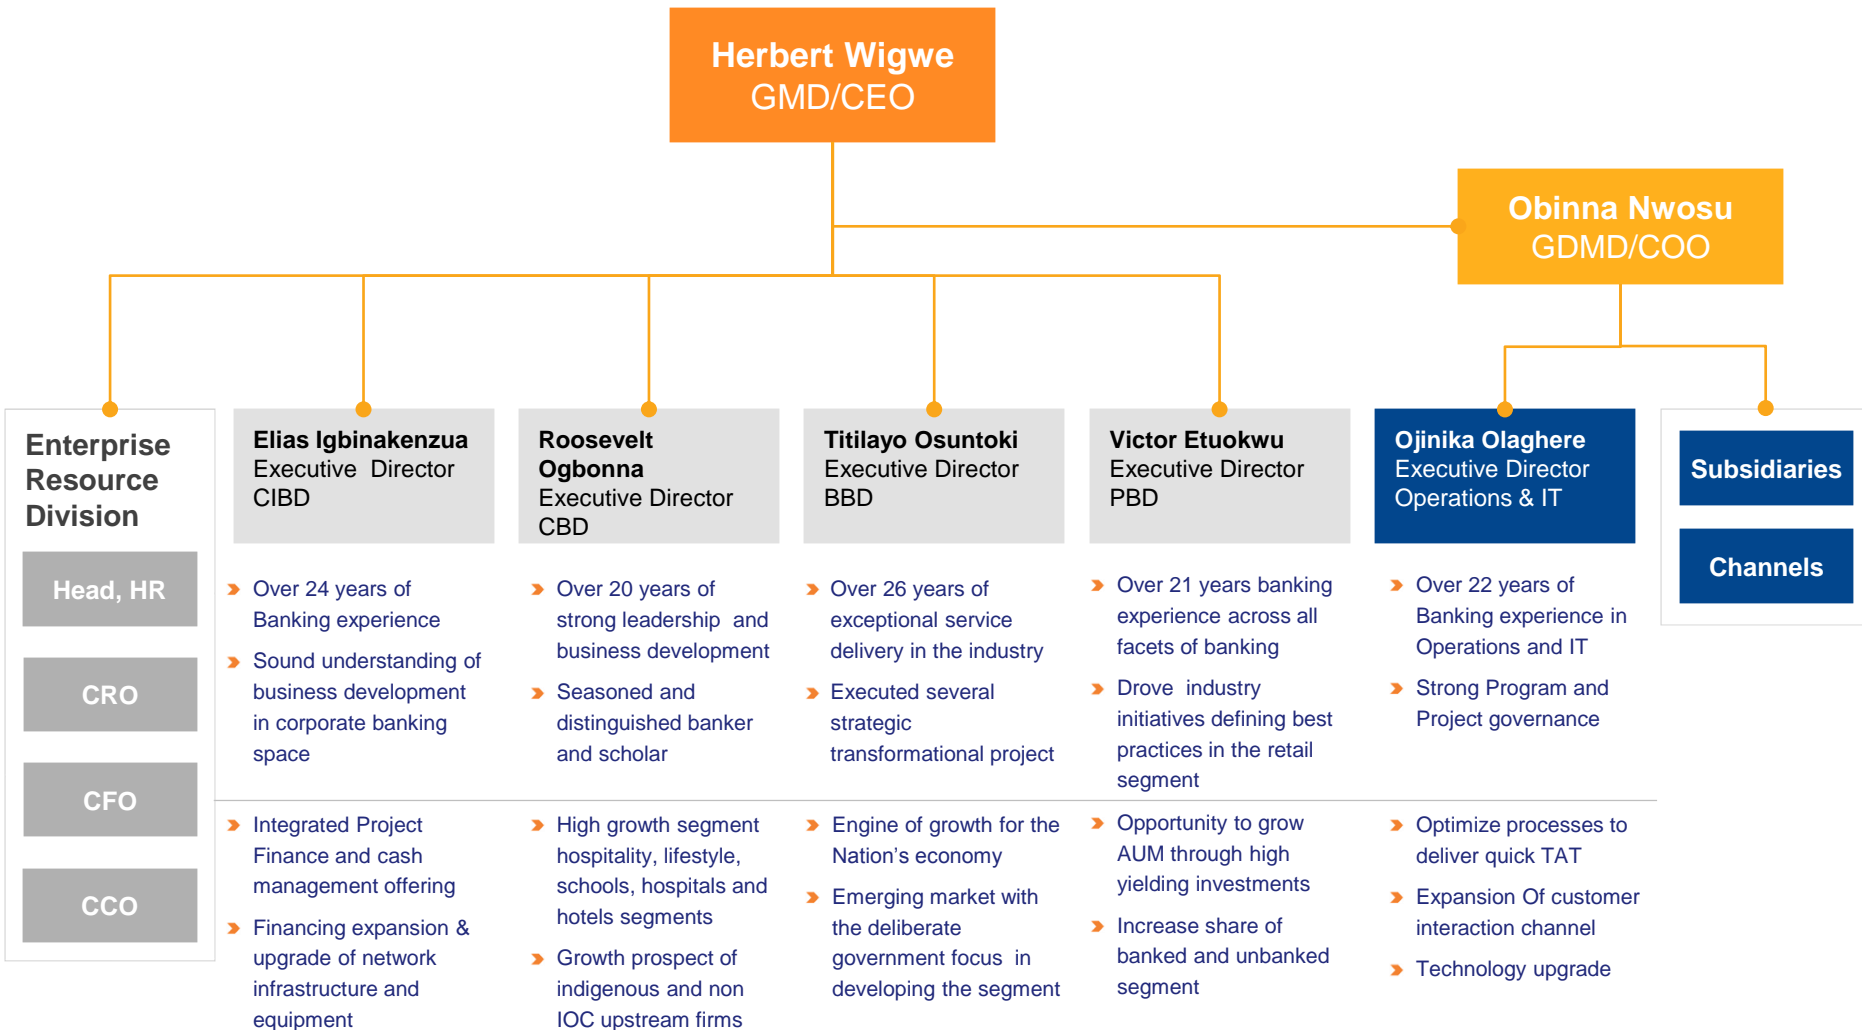 Herbert Wigwe
GMD/CEO
Obinna Nwosu
GDMD/COO
Enterprise
Resource
Division
Head, HR
CRO
CFO
CCO
Elias Igbinakenzua
Executive Director
CIBD
Over 24 years of
Banking experience
Sound understanding of
business development
in corporate banking
space
Integrated Project
Finance and cash
management offering
Financing expansion &
upgrade of network
infrastructure and
equipment
Roosevelt
Ogbonna
Executive Director
CBD
Over 20 years of
strong leadership and
business development
Seasoned and
distinguished banker
and scholar
High growth segment
hospitality, lifestyle,
schools, hospitals and
hotels segments
Growth prospect of
indigenous and non
IOC upstream firms
Titilayo Osuntoki
Executive Director
BBD
Over 26 years of
exceptional service
delivery in the industry
Executed several
strategic
transformational project
Engine of growth for the
Nation’s economy
Emerging market with
the deliberate
government focus in
developing the segment
Victor Etuokwu
Executive Director
PBD
Over 21 years banking
experience across all
facets of banking
Drove industry
initiatives defining best
practices in the retail
segment
Opportunity to grow
AUM through high
yielding investments
Increase share of
banked and unbanked
segment
Ojinika Olaghere
Executive Director
Operations & IT
Over 22 years of
Banking experience in
Operations and IT
Strong Program and
Project governance
Optimize processes to
deliver quick TAT
Expansion Of customer
interaction channel
Technology upgrade
Subsidiaries
Channels